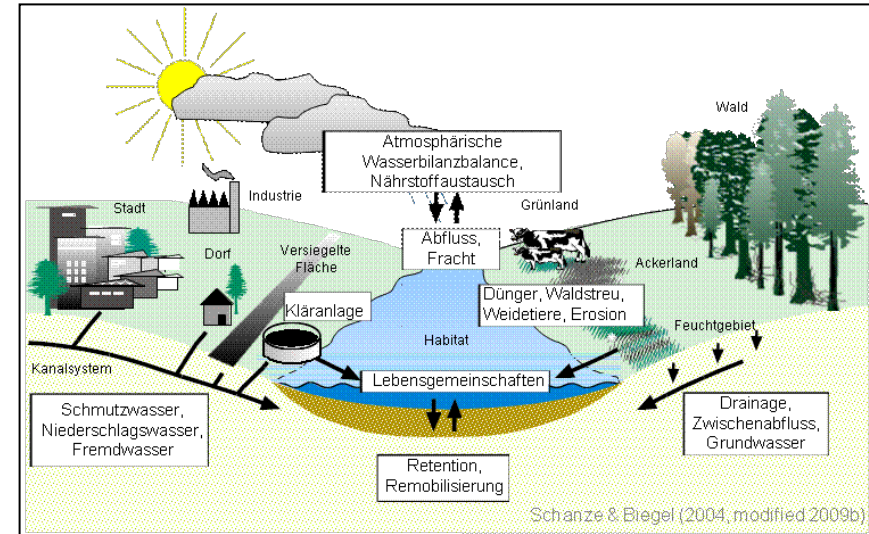 Wald
Atmosphärische
Wasserbilanzbalance,
Nährstoffaustausch
Industrie
Stadt
Grünland
Dorf
Versiegelte
Fläche
Abfluss,
Fracht
Ackerland
Kläranlage
Dünger, Waldstreu,
Weidetiere, Erosion
Feuchtgebiet
Habitat
Kanalsystem
Lebensgemeinschaften
Schmutzwasser,
Niederschlagswasser,
Fremdwasser
Drainage,
Zwischenabfluss,
Grundwasser
Retention,
Remobilisierung
Schanze & Biegel (2004, modified 2009b)